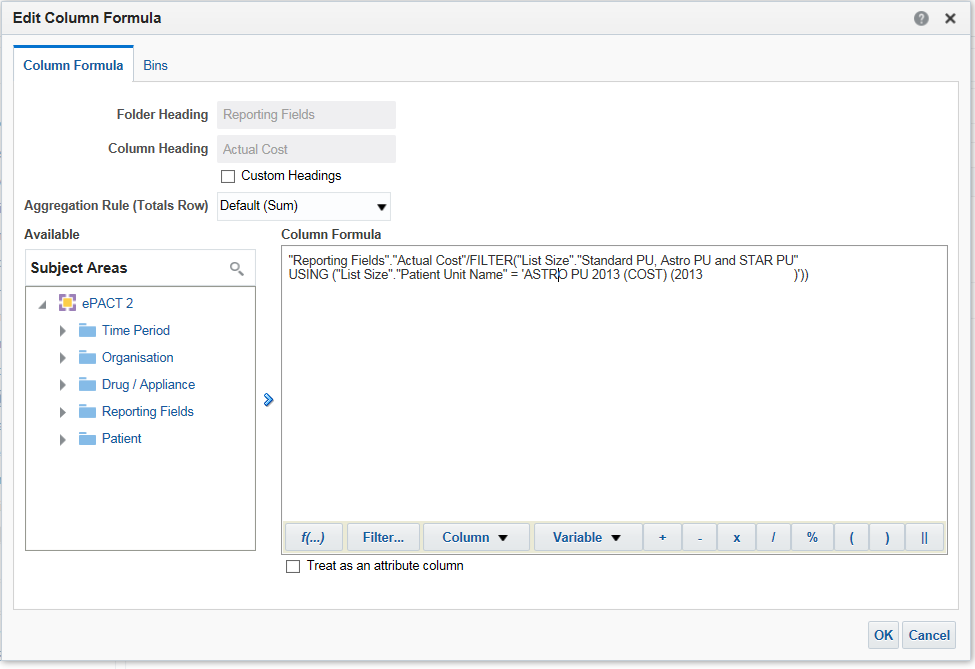 Edit Column Formula
Column Formula
Bins
Folder Heading
Reporting Fields
Column Heading
Actual Cost
Custom Headings
Aggregation Rule (Totals Row)
Default (Sum)
Available
Column Formula
Subject Areas
ePACT 2
Time Period
Organisation
Drug / Appliance
Reporting Fields
Patient
"Reporting Fields"."Actual Cost"/FILTER("List Size"."Standard PU, Astro PU and STAR PU"
USING ("List Size"."Patient Unit Name" = 'ASTRO PU 2013 (COST) (2013                         )'))
f(...)
Filter...
Column
Variable
+
-
x
/
%
(
)
||
Treat as an attribute column
OK
Cancel